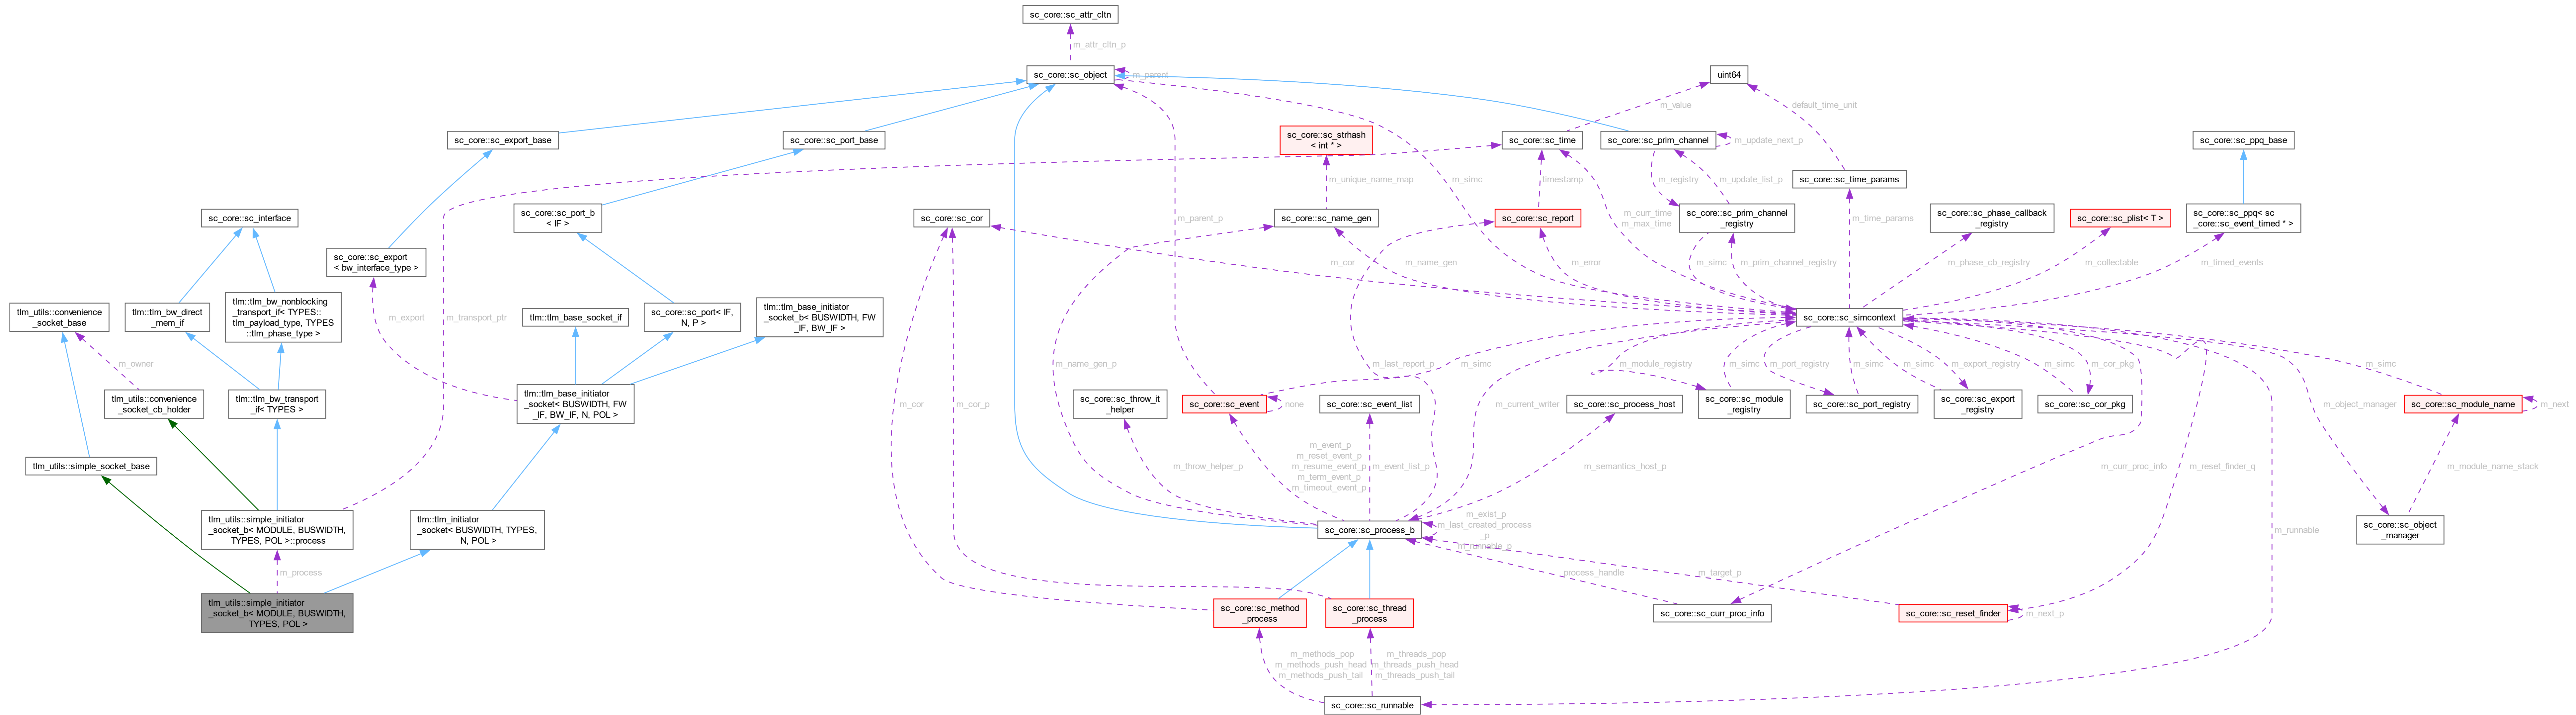 sc_core::sc_attr_cltn
m_attr_cltn_p
sc_core::sc_object
m_parent
uint64
m_value
default_time_unit
sc_core::sc_export_base
sc_core::sc_port_base
sc_core::sc_strhash
< int * >
sc_core::sc_time
sc_core::sc_prim_channel
m_update_next_p
sc_core::sc_ppq_base
m_unique_name_map
m_simc
timestamp
m_registry
m_update_list_p
sc_core::sc_time_params
sc_core::sc_interface
sc_core::sc_port_b
< IF >
sc_core::sc_cor
m_parent_p
sc_core::sc_name_gen
sc_core::sc_report
m_curr_time
m_max_time
sc_core::sc_prim_channel
_registry
m_time_params
sc_core::sc_phase_callback
_registry
sc_core::sc_plist< T >
sc_core::sc_ppq< sc
_core::sc_event_timed * >
sc_core::sc_export
< bw_interface_type >
m_cor
m_name_gen
m_error
m_simc
m_prim_channel_registry
m_phase_cb_registry
m_collectable
m_timed_events
tlm_utils::convenience
_socket_base
tlm::tlm_bw_direct
_mem_if
tlm::tlm_bw_nonblocking
_transport_if< TYPES::
tlm_payload_type, TYPES
::tlm_phase_type >
m_export
m_transport_ptr
tlm::tlm_base_socket_if
sc_core::sc_port< IF,
N, P >
tlm::tlm_base_initiator
_socket_b< BUSWIDTH, FW
_IF, BW_IF >
sc_core::sc_simcontext
m_owner
m_name_gen_p
m_last_report_p
m_simc
m_module_registry
m_simc
m_port_registry
m_simc
m_simc
m_export_registry
m_simc
m_cor_pkg
m_simc
tlm_utils::convenience
_socket_cb_holder
tlm::tlm_bw_transport
_if< TYPES >
tlm::tlm_base_initiator
_socket< BUSWIDTH, FW
_IF, BW_IF, N, POL >
m_cor
m_cor_p
sc_core::sc_throw_it
_helper
sc_core::sc_event
none
sc_core::sc_event_list
m_current_writer
sc_core::sc_process_host
sc_core::sc_module
_registry
sc_core::sc_port_registry
sc_core::sc_export
_registry
sc_core::sc_cor_pkg
m_object_manager
sc_core::sc_module_name
m_next
tlm_utils::simple_socket_base
m_throw_helper_p
m_event_p
m_reset_event_p
m_resume_event_p
m_term_event_p
m_timeout_event_p
m_event_list_p
m_semantics_host_p
m_curr_proc_info
m_reset_finder_q
m_module_name_stack
tlm_utils::simple_initiator
_socket_b< MODULE, BUSWIDTH,
TYPES, POL >::process
tlm::tlm_initiator
_socket< BUSWIDTH, TYPES,
N, POL >
sc_core::sc_process_b
m_exist_p
m_last_created_process
_p
m_runnable_p
m_runnable
sc_core::sc_object
_manager
m_process
process_handle
m_target_p
tlm_utils::simple_initiator
_socket_b< MODULE, BUSWIDTH,
TYPES, POL >
sc_core::sc_method
_process
sc_core::sc_thread
_process
sc_core::sc_curr_proc_info
sc_core::sc_reset_finder
m_next_p
m_methods_pop
m_methods_push_head
m_methods_push_tail
m_threads_pop
m_threads_push_head
m_threads_push_tail
sc_core::sc_runnable